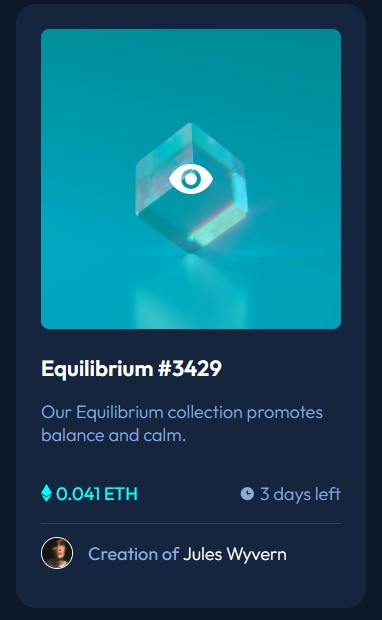 Equilibrium #3429
Our Equilibrium collection promotes
balance and calm.
0.041 ETH
3 days left
Creation of Jules Wyvern